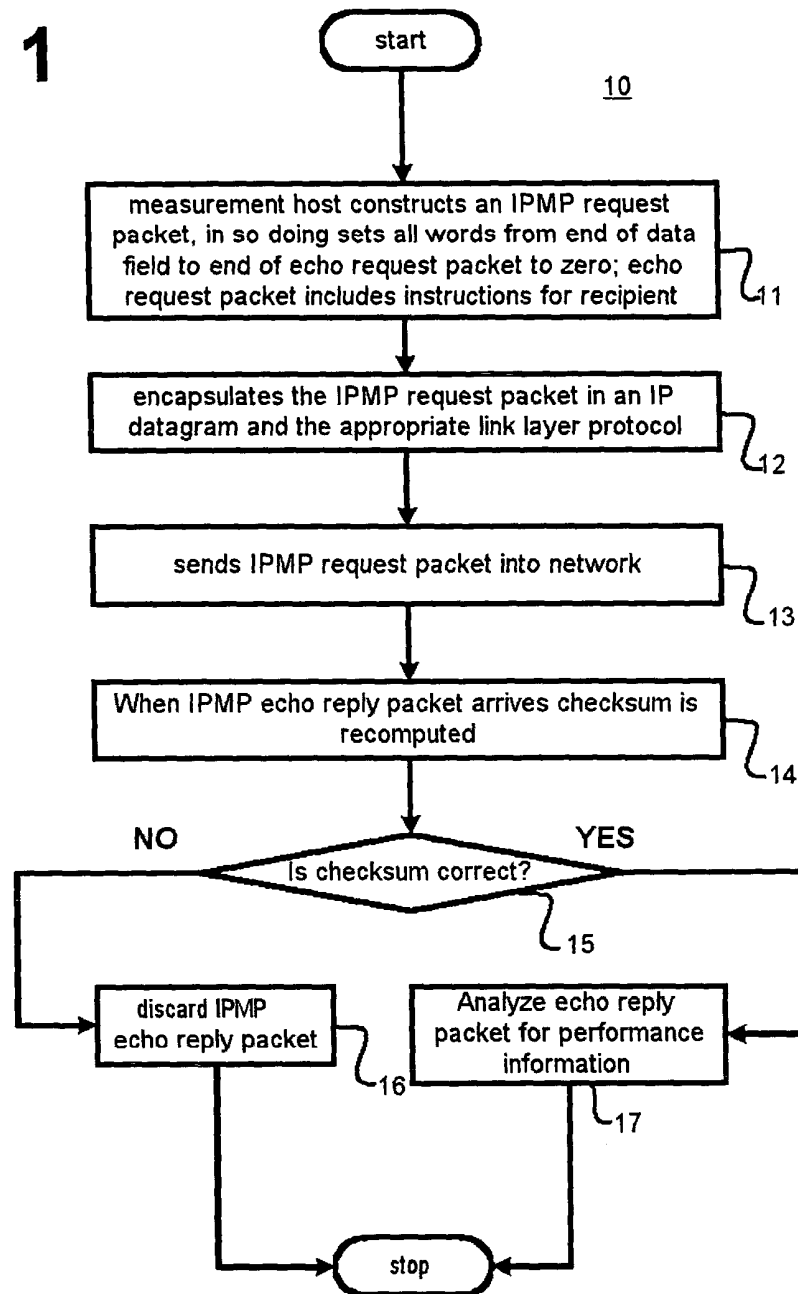 1
start
10
measurement host constructs an IPMP request
packet, in so doing sets all words from end of data
field to end of echo request packet to zero; echo
request packet includes instructions for recipient
11
encapsulates the IPMP request packet in an IP
datagram and the appropriate link layer protocol
12
sends IPMP request packet into network
13
When IPMP echo reply packet arrives checksum is
recomputed
14
NO
YES
Is checksum correct?
15
discard IPMP
echo reply packet
16
Analyze echo reply
packet for performance
information
17
stop